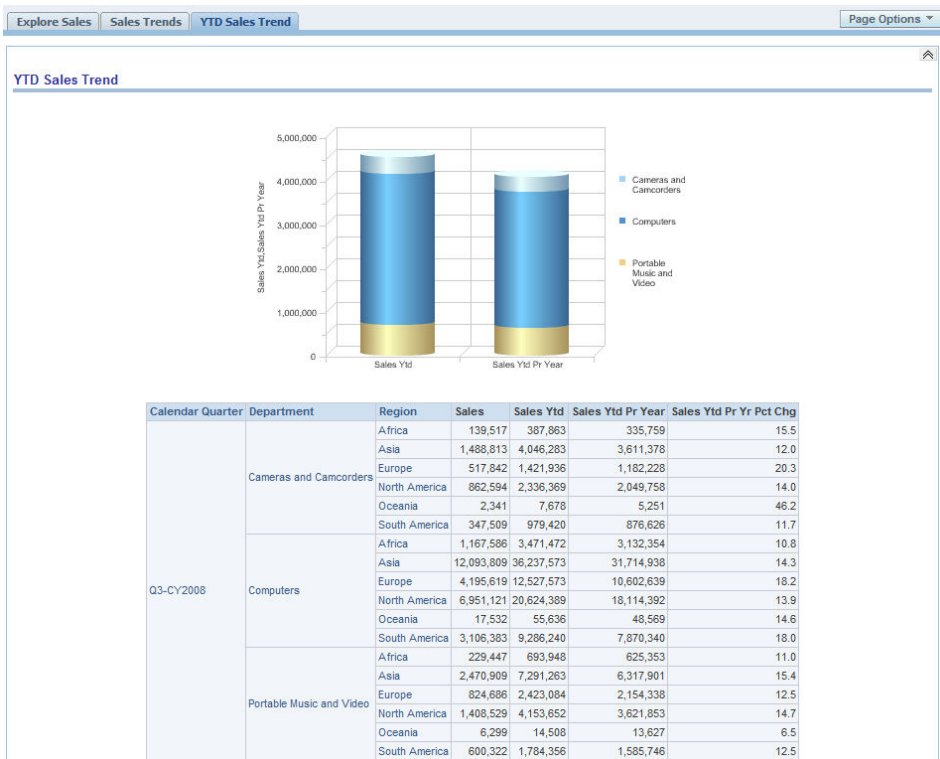 Explore Sales
Sales Trends
YTD Sales Trend
Page Options
YTD Sales Trend
5,000,000
4,000,000
3,000,000
2,000,000
1,000,000
0
Sales Ytd,Sales Ytd Pr Year
Sales Ytd
Sales Ytd Pr Year
Cameras and
Camcorders
Computers
Portable
Music and
Video
Calendar Quarter Department Region Sales Sales Ytd Sales Ytd Pr Year Sales Ytd Pr Yr Pct Chg
Q3-CY2008
Cameras and Camcorders
Africa 139,517 387,863 335,759 15.5
Asia 1,488,813 4,046,283 3,611,378 12.0
Europe 517,842 1,421,936 1,182,228 20.3
North America 862,594 2,336,369 2,049,758 14.0
Oceania 2,341 7,678 5,251 46.2
South America 347,509 979,420 876,626 11.7
Computers
Africa 1,167,586 3,471,472 3,132,354 10.8
Asia 12,093,809 36,237,573 31,714,938 14.3
Europe 4,195,619 12,527,573 10,602,639 18.2
North America 6,951,121 20,624,389 18,114,392 13.9
Oceania 17,532 55,636 48,569 14.6
South America 3,106,383 9,286,240 7,870,340 18.0
Portable Music and Video
Africa 229,447 693,948 625,353 11.0
Asia 2,470,909 7,291,263 6,317,901 15.4
Europe 824,686 2,423,084 2,154,338 12.5
North America 1,408,529 4,153,652 3,621,853 14.7
Oceania 6,299 14,508 13,627 6.5
South America 600,322 1,784,356 1,585,746 12.5